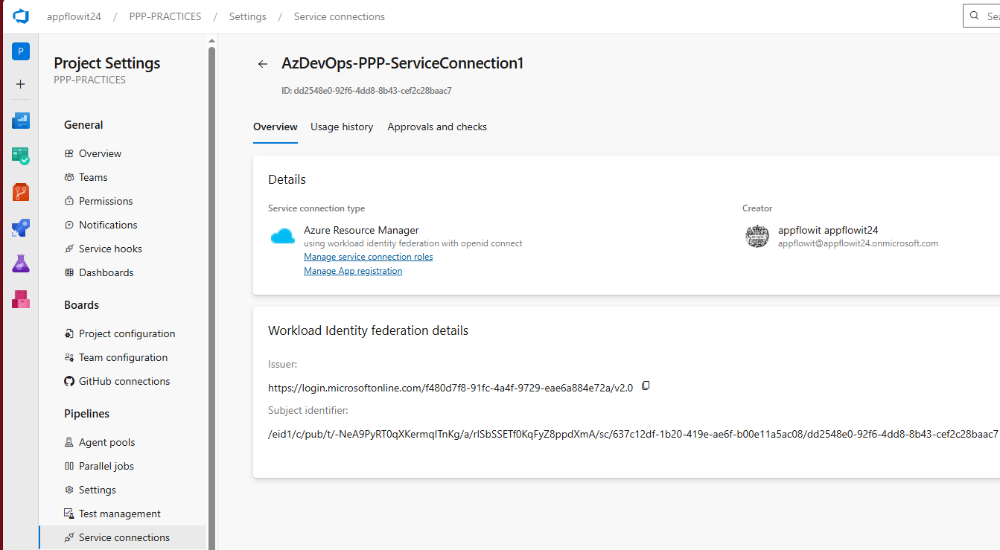 appflowit24 / PPP-PRACTICES / Settings / Service connections
P
Project Settings
PPP-PRACTICES
General
Overview
Teams
Permissions
Notifications
Service hooks
Dashboards
Boards
Project configuration
Team configuration
GitHub connections
Pipelines
Agent pools
Parallel jobs
Settings
Test management
Service connections
AzDevOps-PPP-ServiceConnection1
ID: dd2548e0-92f6-4dd8-8b43-cef2c28baac7
Overview Usage history Approvals and checks
Details
Service connection type
Azure Resource Manager
using workload identity federation with openid connect
Manage service connection roles
Manage App registration
Creator
appflowit appflowit24
appflowit@appflowit24.onmicrosoft.com
Workload Identity federation details
Issuer:
https://login.microsoftonline.com/f480d7f8-91fc-4a4f-9729-eae6a884e72a/v2.0
Subject identifier:
/eid1/c/pub/t/-NeA9PyRT0qXKermqITnKg/a/rISbSSETf0KqFyZ8ppdXmA/sc/637c12df-1b20-419e-ae6f-b00e11a5ac08/dd2548e0-92f6-4dd8-8b43-cef2c28baac7